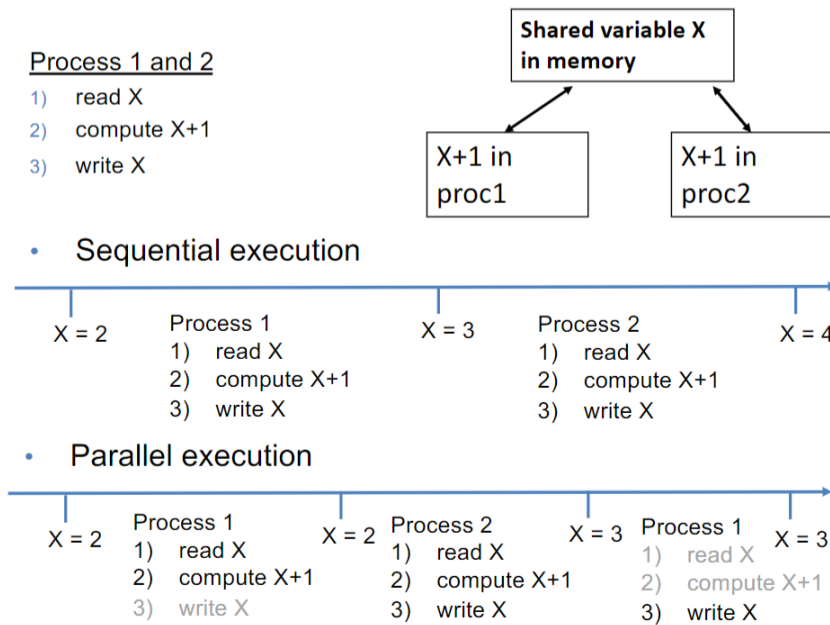 Process 1 and 2
1) read X
2) compute X+1
3) write X
Shared variable X
in memory
X+1 in
proc1
X+1 in
proc2
• Sequential execution
X = 2
Process 1
1) read X
2) compute X+1
3) write X
X = 3
Process 2
1) read X
2) compute X+1
3) write X
X = 4
• Parallel execution
X = 2
Process 1
1) read X
2) compute X+1
3) write X
X = 2
Process 2
1) read X
2) compute X+1
3) write X
X = 3
Process 1
1) read X
2) compute X+1
3) write X
X = 3